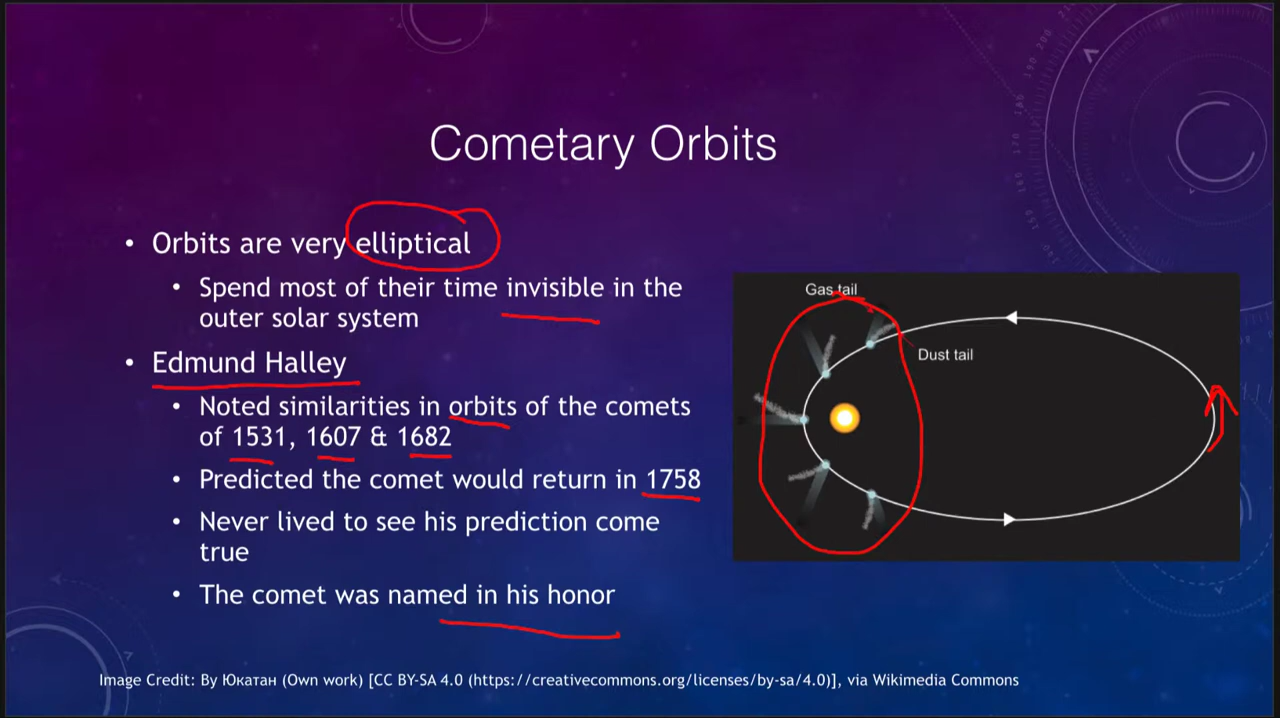 Cometary Orbits
• Orbits are very elliptical
• Spend most of their time invisible in the
outer solar system
• Edmund Halley
• Noted similarities in orbits of the comets
of 1531, 1607 & 1682
• Predicted the comet would return in 1758
• Never lived to see his prediction come
true
• The comet was named in his honor
Gas tail
Dust tail
Image Credit: By Юкатан (Own work) [CC BY-SA 4.0 (https://creativecommons.org/licenses/by-sa/4.0)], via Wikimedia Commons